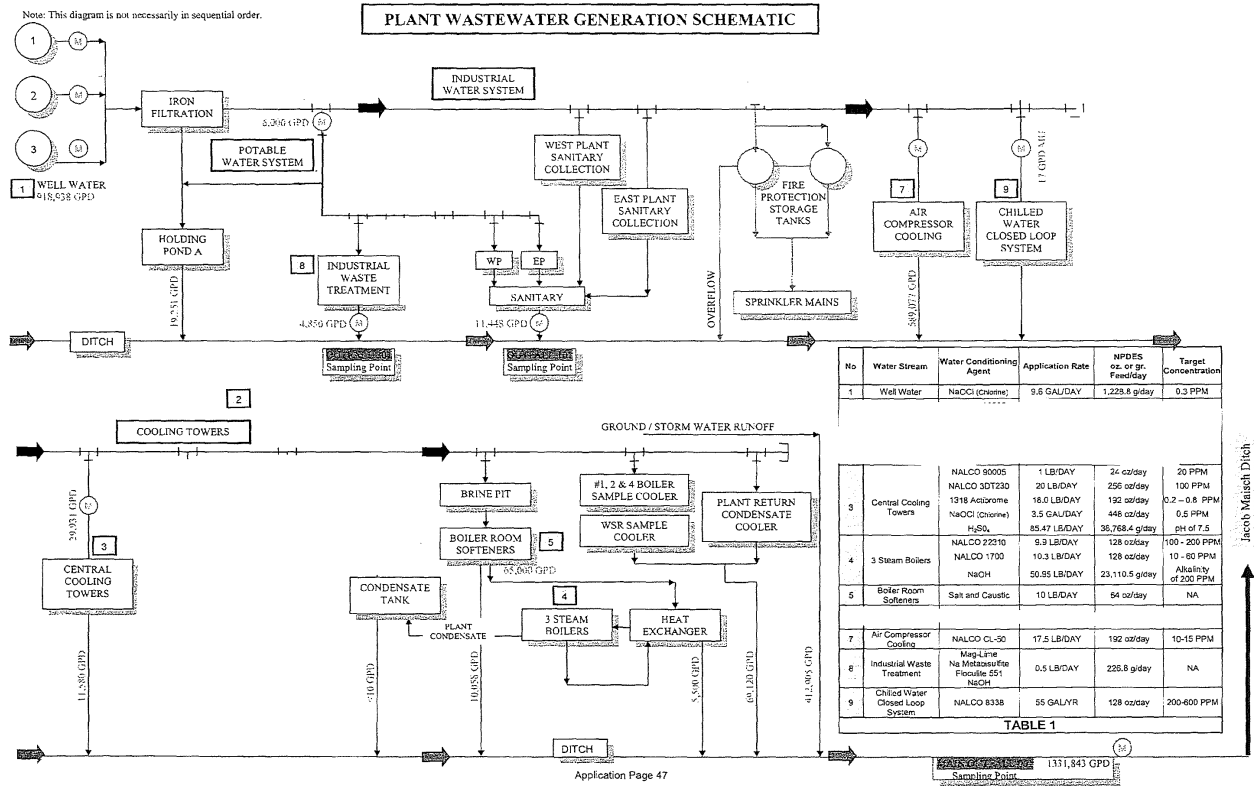 Note: This diagram is not necessarily in sequential order.
PLANT WASTEWATER GENERATION SCHEMATIC
1
M
2
M
3
M
1
WELL WATER
918,938 GPD
IRON
FILTRATION
M
POTABLE
WATER SYSTEM
INDUSTRIAL
WATER SYSTEM
WEST PLANT
SANITARY
COLLECTION
EAST PLANT
SANITARY
COLLECTION
FIRE
PROTECTION
STORAGE
TANKS
SPRINKLER MAINS
OVERFLOW
M
7
AIR
COMPRESSOR
COOLING
589,077 GPD
M
9
CHILLED
WATER
CLOSED LOOP
SYSTEM
HOLDING
POND A
19,251 GPD
8
INDUSTRIAL
WASTE
TREATMENT
4,850 GPD
M
Sampling Point
WP
EP
SANITARY
11,448 GPD
M
Sampling Point
DITCH
2
COOLING TOWERS
GROUND / STORM WATER RUNOFF
M
29,931 GPD
3
CENTRAL
COOLING
TOWERS
11,580 GPD
BRINE PIT
BOILER ROOM
SOFTENERS
5
65,000 GPD
#1, 2 & 4 BOILER
SAMPLE COOLER
WSR SAMPLE
COOLER
PLANT RETURN
CONDENSATE
COOLER
CONDENSATE
TANK
PLANT
CONDENSATE
4
3 STEAM
BOILERS
HEAT
EXCHANGER
10,058 GPD
5,500 GPD
69,120 GPD
412,905 GPD
DITCH
No Water Stream Water Conditioning Agent Application Rate NPDES oz. or gr. Feed/day Target Concentration
1 Well Water NaCCl (Chlorine) 9.6 GAL/DAY 1,228.8 g/day 0.3 PPM
3 Central Cooling Towers
NALCO 90005 1 LB/DAY 24 oz/day 20 PPM
NALCO 3DT230 20 LB/DAY 256 oz/day 100 PPM
1318 Actibrome 18.0 LB/DAY 192 oz/day 0.2 – 0.8 PPM
NaOCl (Chlorine) 3.5 GAL/DAY 448 oz/day 0.5 PPM
H₂S0₄ 85.47 LB/DAY 38,768.4 g/day pH of 7.5
4 3 Steam Boilers
NALCO 22310 9.9 LB/DAY 128 oz/day 100 - 200 PPM
NALCO 1700 10.3 LB/DAY 128 oz/day 10 - 60 PPM
NaOH 50.95 LB/DAY 23,110.5 g/day Alkalinity of 200 PPM
5 Boiler Room Softeners Salt and Caustic 10 LB/DAY 64 oz/day NA
7 Air Compressor Cooling NALCO CL-50 17.5 LB/DAY 192 oz/day 10-15 PPM
8 Industrial Waste Treatment Mag-Lime Na Metabisulfite Floculite 551 NaOH 0.5 LB/DAY 226.8 g/day NA
9 Chilled Water Closed Loop System NALCO 8338 55 GAL/YR 128 oz/day 200-600 PPM
TABLE 1
Jacob Maisch Ditch
M
1331,843 GPD
Sampling Point
Application Page 47